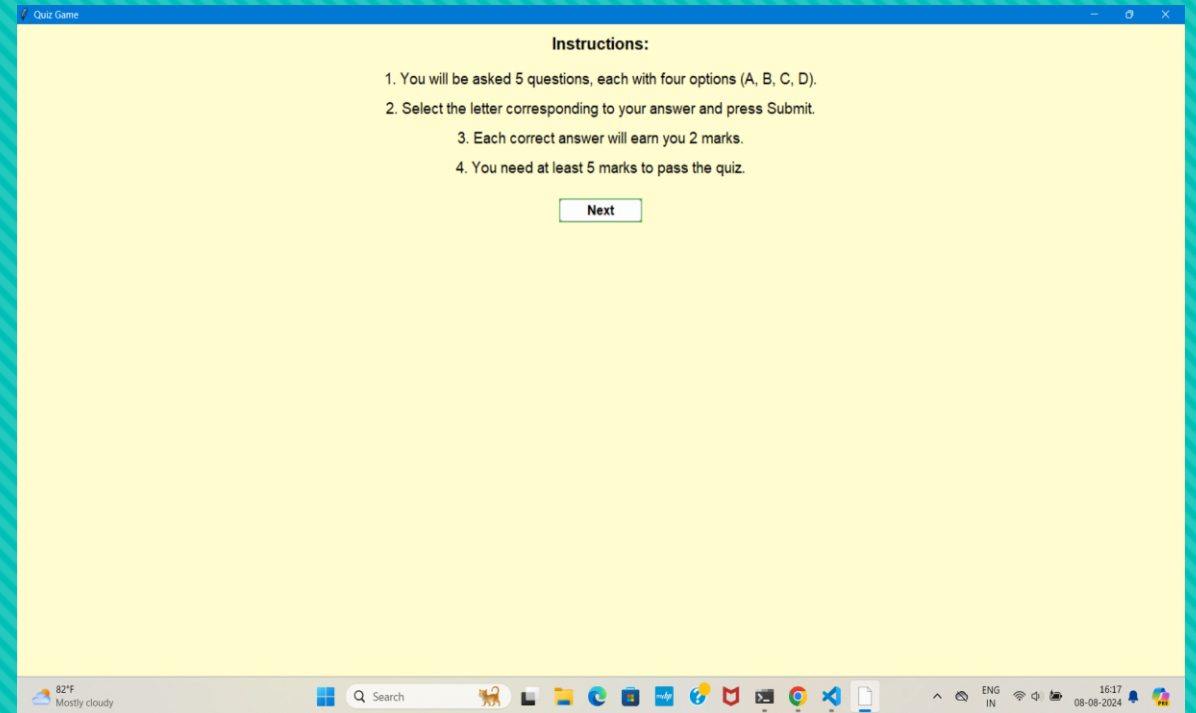 Quiz Game
Instructions:
1. You will be asked 5 questions, each with four options (A, B, C, D).
2. Select the letter corresponding to your answer and press Submit.
3. Each correct answer will earn you 2 marks.
4. You need at least 5 marks to pass the quiz.
Next
82°F
Mostly cloudy
Search
ENG
IN
16:17
08-08-2024
PRE